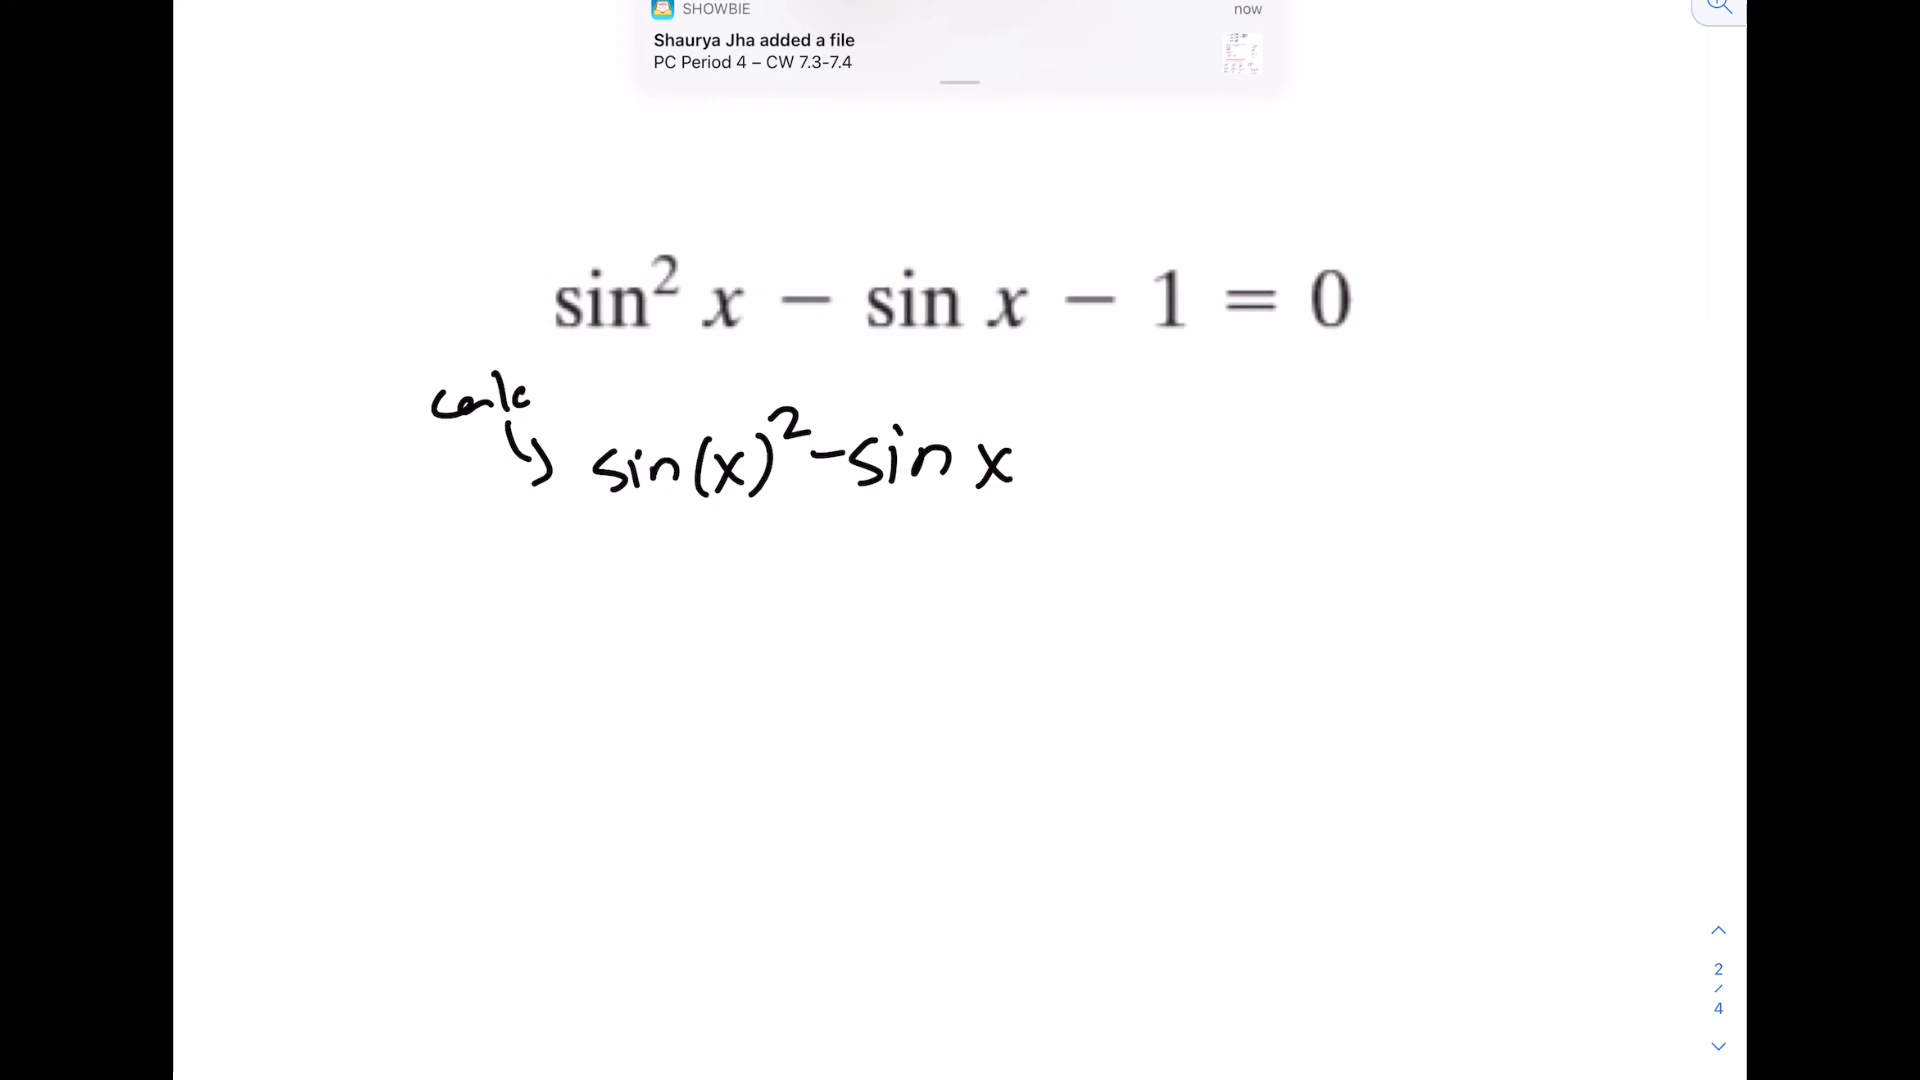 SHOWBIE now
Shaurya Jha added a file
PC Period 4 – CW 7.3-7.4
sin² x − sin x − 1 = 0
calc
sin(x)² - sin x
2
/
4